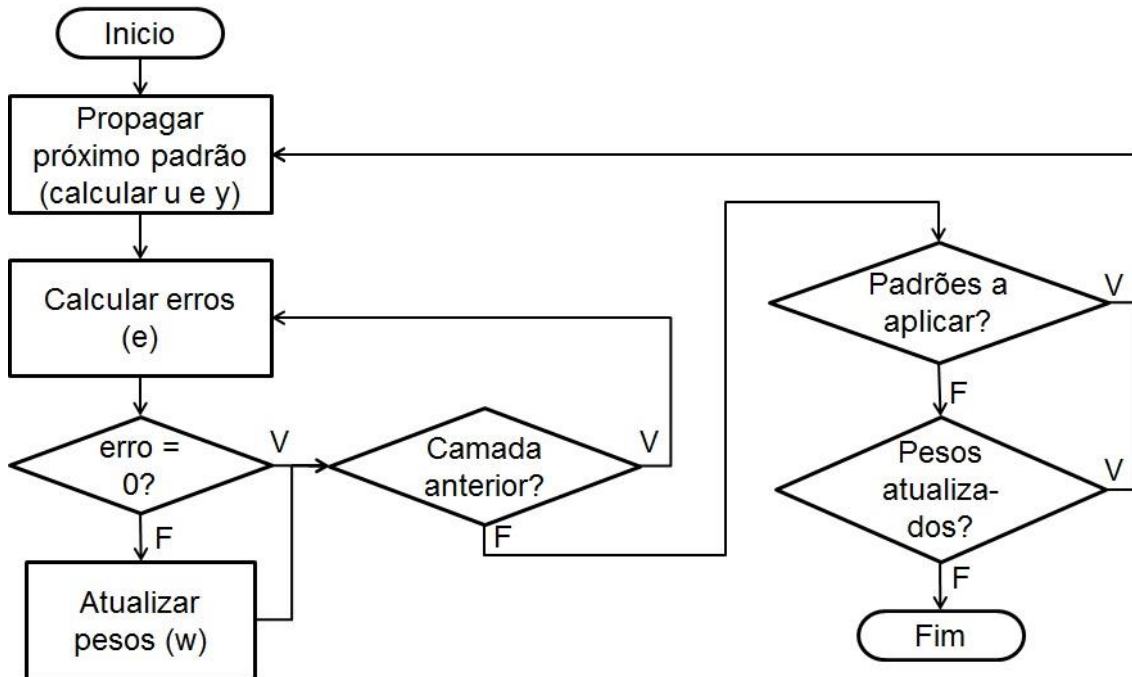 Inicio
Propagar
próximo padrão
(calcular u e y)
Calcular erros
(e)
erro =
0?
V
F
Atualizar
pesos (w)
Camada
anterior?
V
F
Padrões a
aplicar?
V
F
Pesos
atualiza-
dos?
V
F
Fim